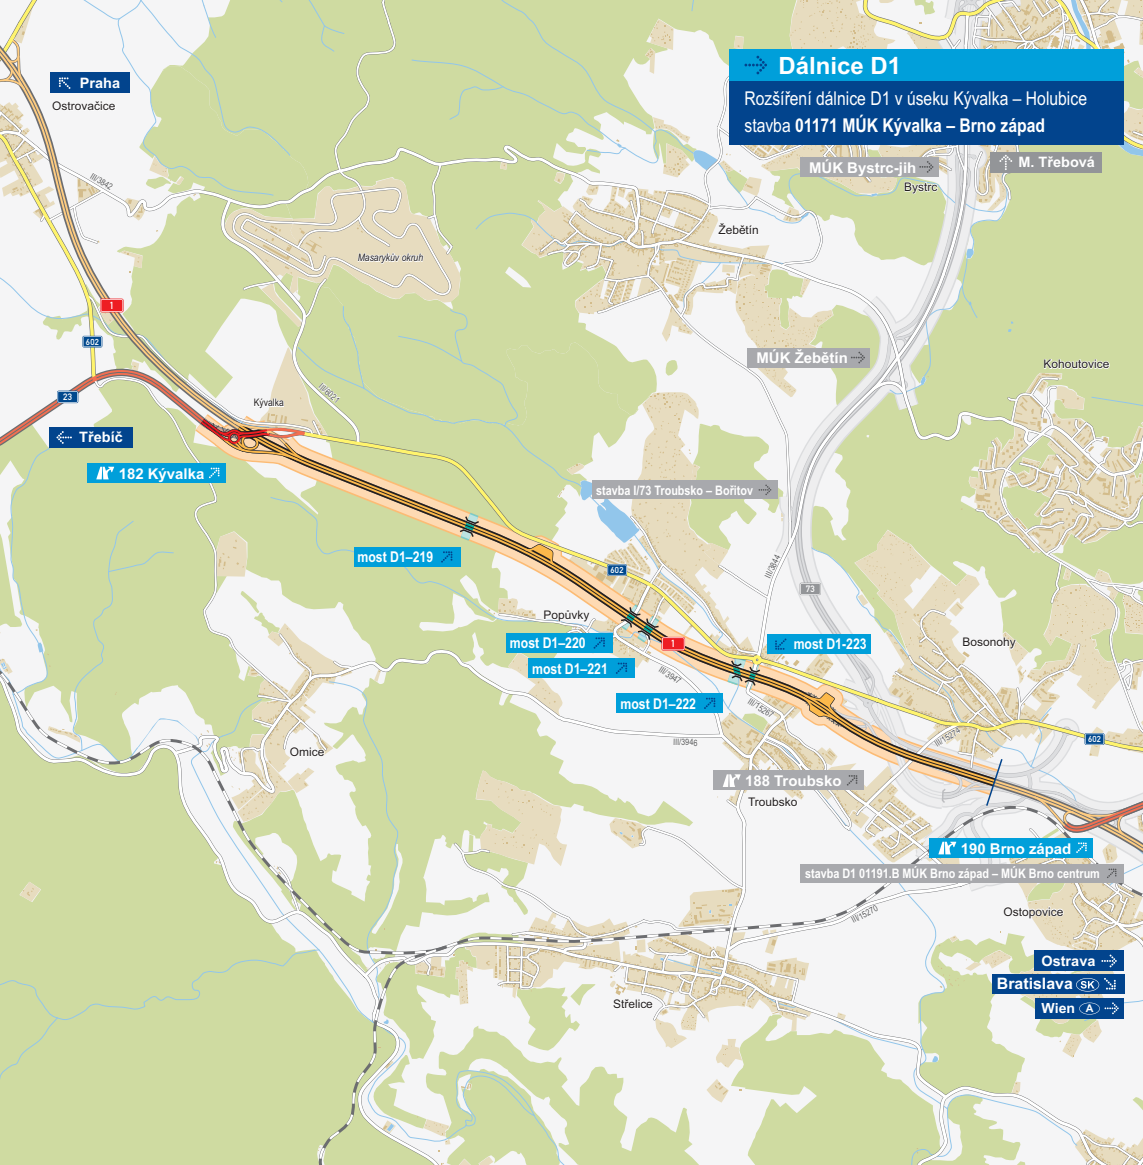 Dálnice D1
Rozšíření dálnice D1 v úseku Kývalka – Holubice
stavba 01171 MÚK Kývalka – Brno západ
Praha
Ostrovačice
III/3842
MÚK Bystrc-jih
M. Třebová
Bystrc
Žebětín
Masarykův okruh
1
602
MÚK Žebětín
Kohoutovice
23
III/6021
Kývalka
Třebíč
182 Kývalka
stavba I/73 Troubsko – Bořitov
most D1–219
III/3844
602
73
Popůvky
most D1–220
1
most D1-223
Bosonohy
most D1–221
III/3947
most D1–222
III/15267
III/3946
III/15274
602
Omice
188 Troubsko
Troubsko
190 Brno západ
stavba D1 01191.B MÚK Brno západ – MÚK Brno centrum
III/15270
Ostopovice
Ostrava
Bratislava SK
Wien A
Střelice